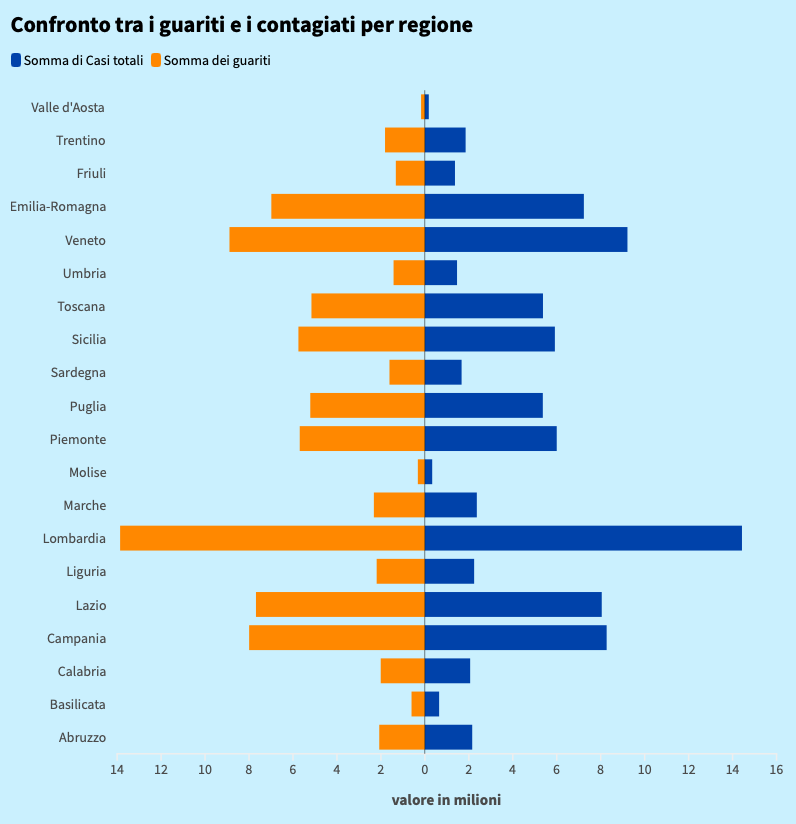 Confronto tra i guariti e i contagiati per regione
Somma di Casi totali Somma dei guariti
Valle d'Aosta
Trentino
Friuli
Emilia-Romagna
Veneto
Umbria
Toscana
Sicilia
Sardegna
Puglia
Piemonte
Molise
Marche
Lombardia
Liguria
Lazio
Campania
Calabria
Basilicata
Abruzzo
14 12 10 8 6 4 2 0 2 4 6 8 10 12 14 16
valore in milioni